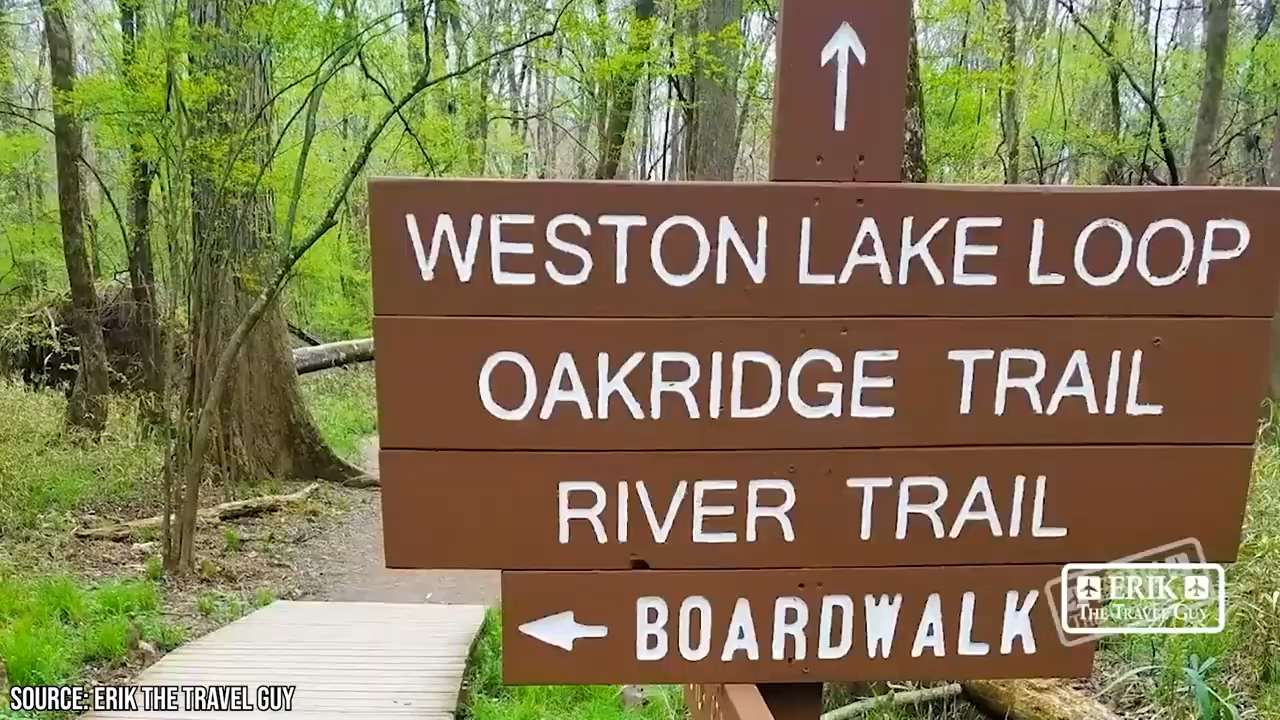 WESTON LAKE LOOP
OAKRIDGE TRAIL
RIVER TRAIL
BOARDWALK
ERIK
THE TRAVEL GUY
SOURCE: ERIK THE TRAVEL GUY